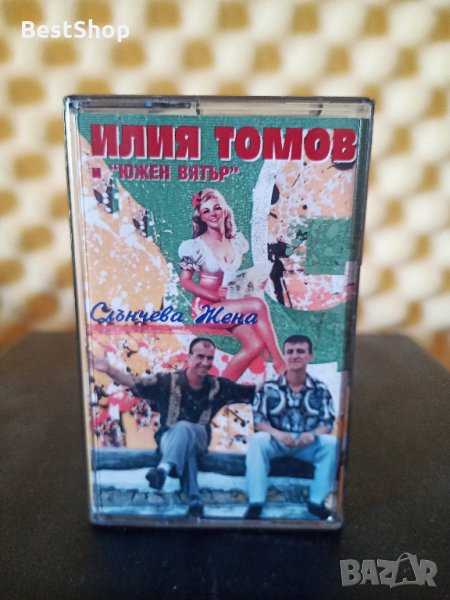 BestShop
ИЛИЯ ТОМОВ
и "ЮЖЕН ВЯТЪР"
Слънчева Жена
BAZAR